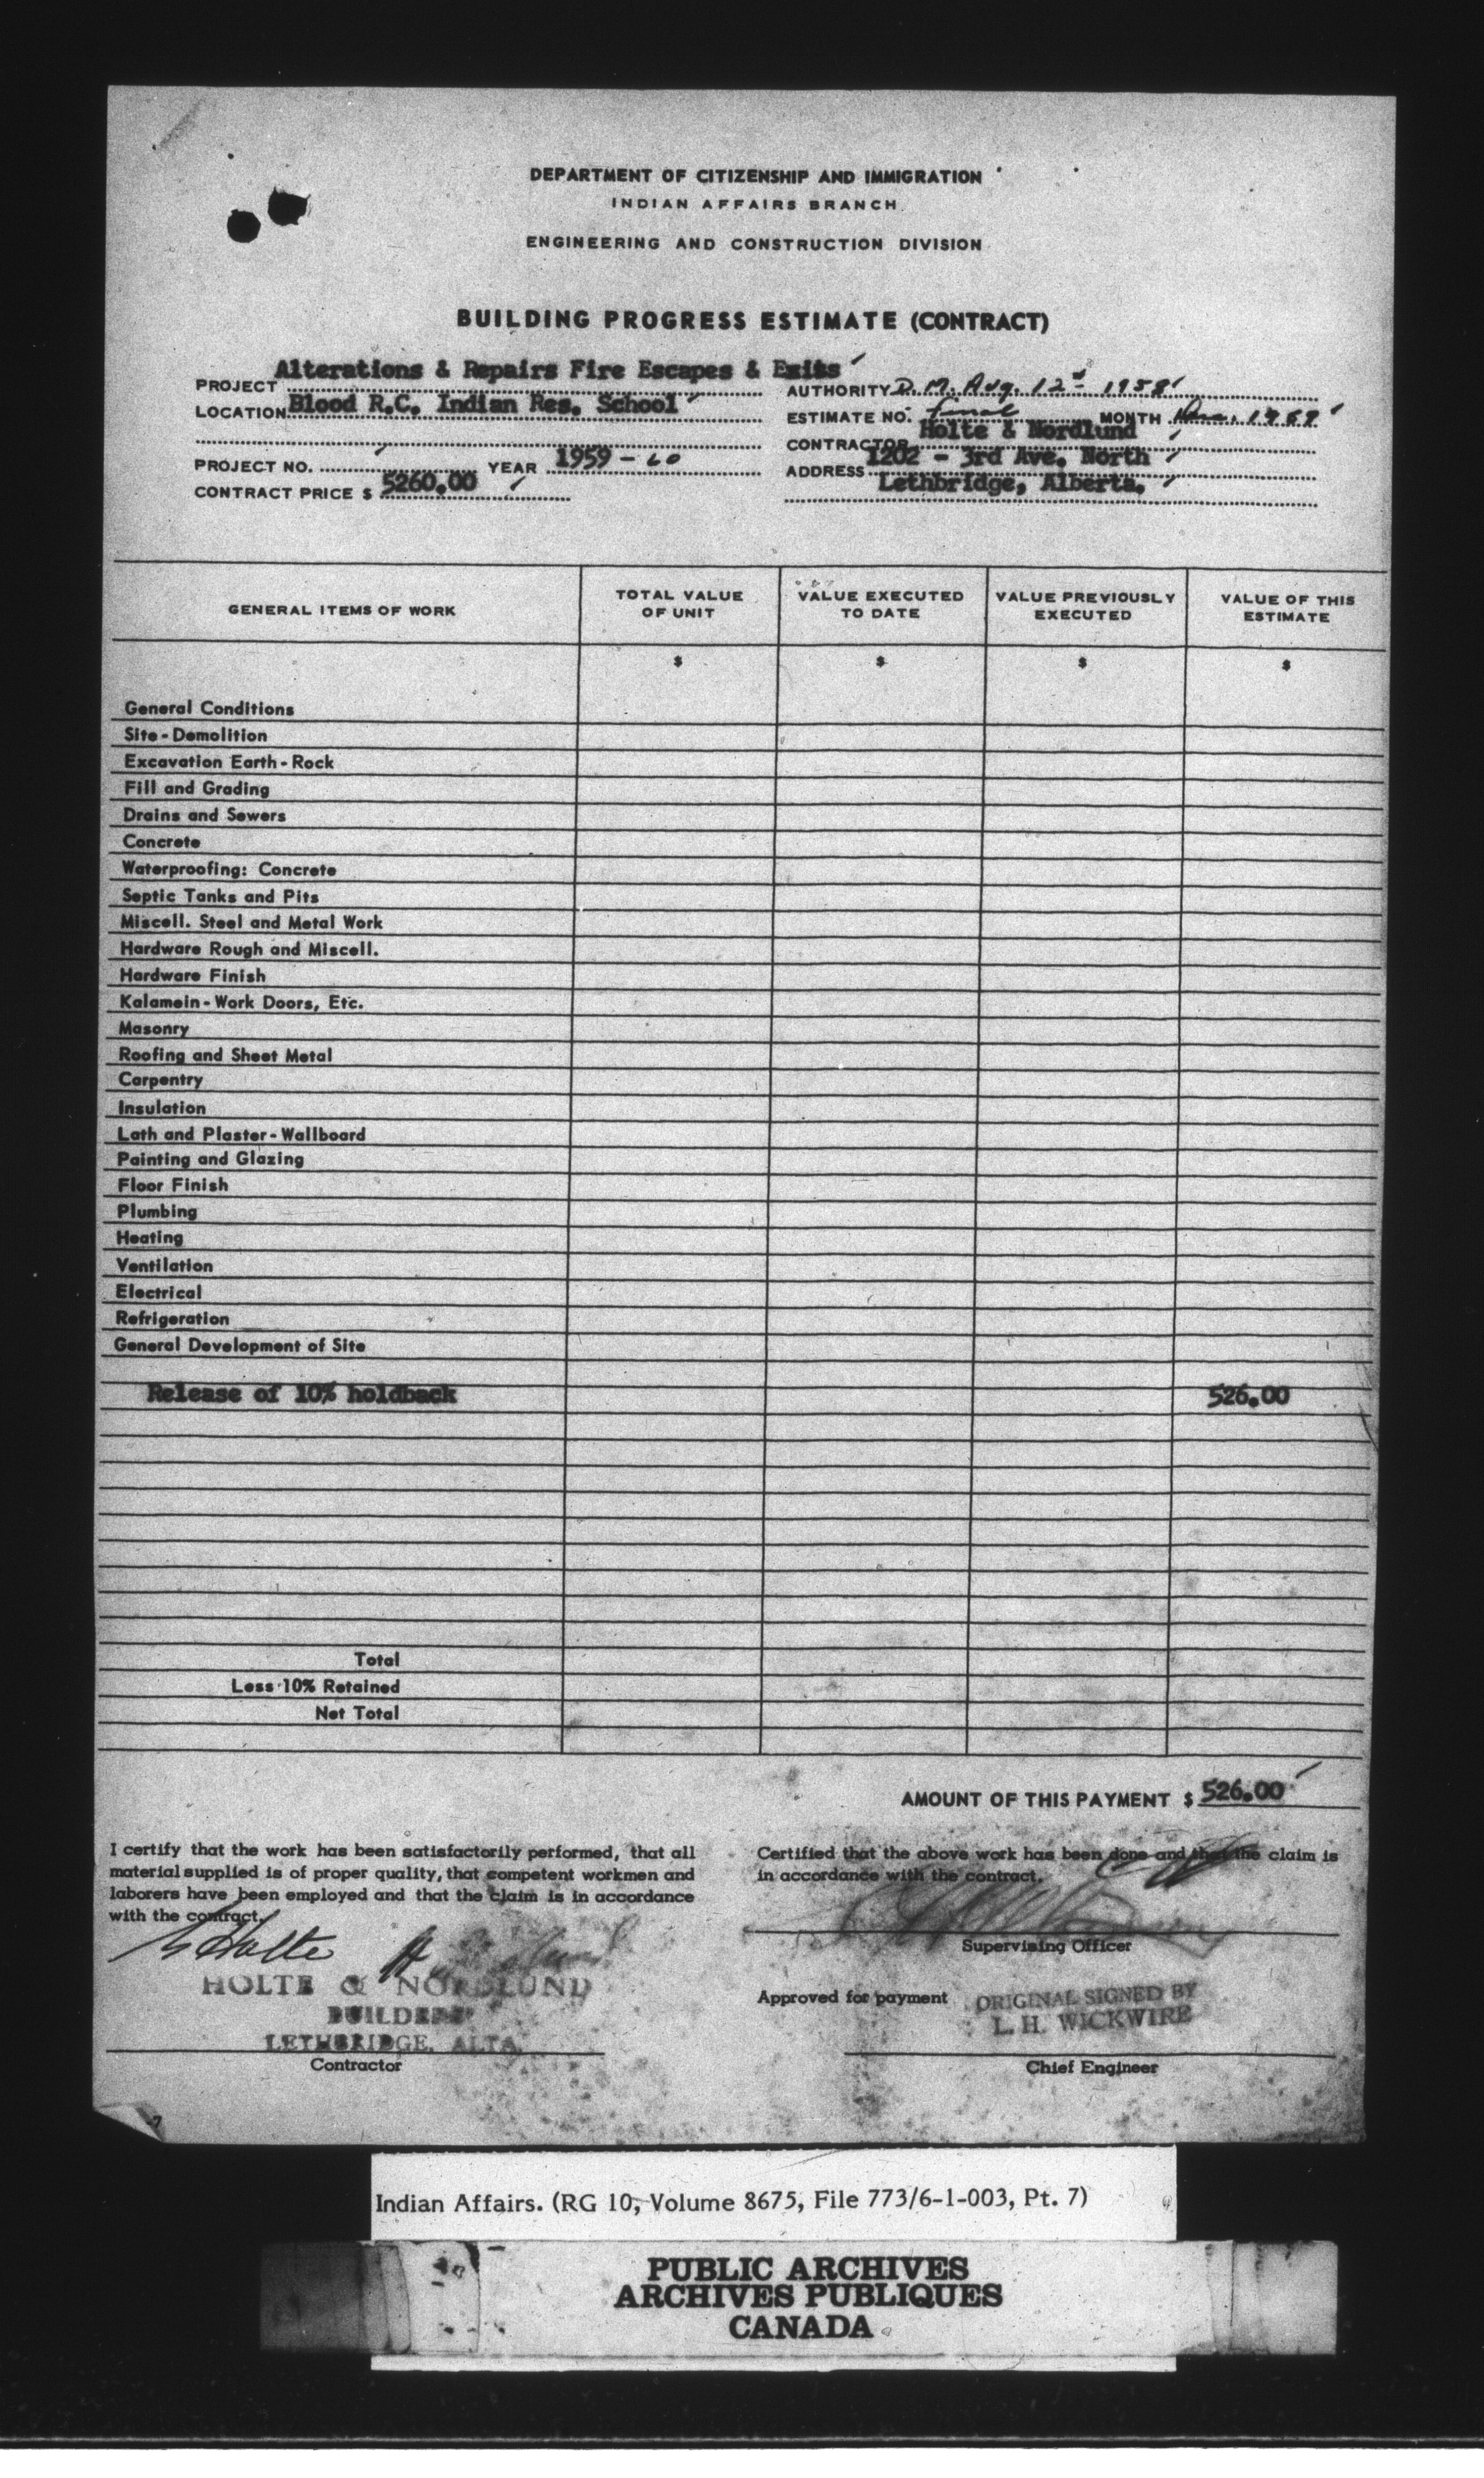 DEPARTMENT OF CITIZENSHIP AND IMMIGRATION
INDIAN AFFAIRS BRANCH
ENGINEERING AND CONSTRUCTION DIVISION
BUILDING PROGRESS ESTIMATE (CONTRACT)
PROJECT Alterations & Repairs Fire Escapes & Exits
LOCATION Blood R.C. Indian Res. School
PROJECT NO. YEAR 1959 - 60
CONTRACT PRICE $ 5260.00
AUTHORITY D.M. Aug. 12th 1958
ESTIMATE NO. final MONTH 1959
CONTRACTOR Holte & Nordlund
ADDRESS 1202 - 3rd Ave. North
Lethbridge, Alberta.
GENERAL ITEMS OF WORK TOTAL VALUE OF UNIT VALUE EXECUTED TO DATE VALUE PREVIOUSLY EXECUTED VALUE OF THIS ESTIMATE
$ $ $ $
General Conditions
Site - Demolition
Excavation Earth - Rock
Fill and Grading
Drains and Sewers
Concrete
Waterproofing: Concrete
Septic Tanks and Pits
Miscell. Steel and Metal Work
Hardware Rough and Miscell.
Hardware Finish
Kalamein - Work Doors, Etc.
Masonry
Roofing and Sheet Metal
Carpentry
Insulation
Lath and Plaster - Wallboard
Painting and Glazing
Floor Finish
Plumbing
Heating
Ventilation
Electrical
Refrigeration
General Development of Site
Release of 10% holdback 526.00
Total
Less 10% Retained
Net Total
AMOUNT OF THIS PAYMENT $ 526.00
I certify that the work has been satisfactorily performed, that all
material supplied is of proper quality, that competent workmen and
laborers have been employed and that the claim is in accordance
with the contract.
Holte
HOLTE & NORDLUND
BUILDERS
LETHBRIDGE, ALTA.
Contractor
Certified that the above work has been done and that the claim is
in accordance with the contract.
Supervising Officer
Approved for payment ORIGINAL SIGNED BY
L. H. WICKWIRE
Chief Engineer
Indian Affairs. (RG 10, Volume 8675, File 773/6-1-003, Pt. 7)
PUBLIC ARCHIVES
ARCHIVES PUBLIQUES
CANADA